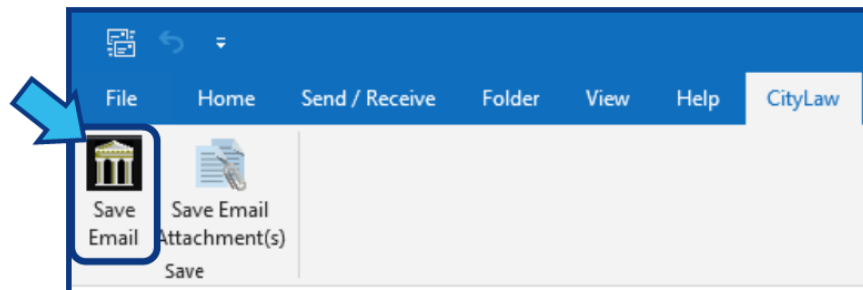 File Home Send / Receive Folder View Help CityLaw
Save Save Email
Email Attachment(s)
Save